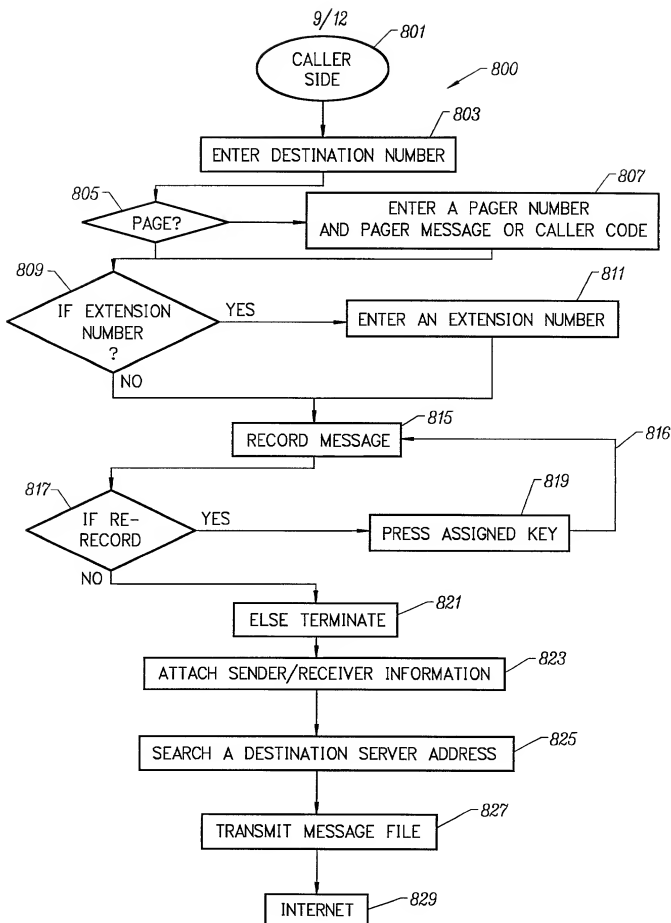 9/12
801
CALLER
SIDE
800
803
ENTER DESTINATION NUMBER
805
PAGE?
807
ENTER A PAGER NUMBER
AND PAGER MESSAGE OR CALLER CODE
809
IF EXTENSION
NUMBER
?
YES
811
ENTER AN EXTENSION NUMBER
NO
815
RECORD MESSAGE
816
817
IF RE-
RECORD
YES
819
PRESS ASSIGNED KEY
NO
821
ELSE TERMINATE
823
ATTACH SENDER/RECEIVER INFORMATION
825
SEARCH A DESTINATION SERVER ADDRESS
827
TRANSMIT MESSAGE FILE
829
INTERNET